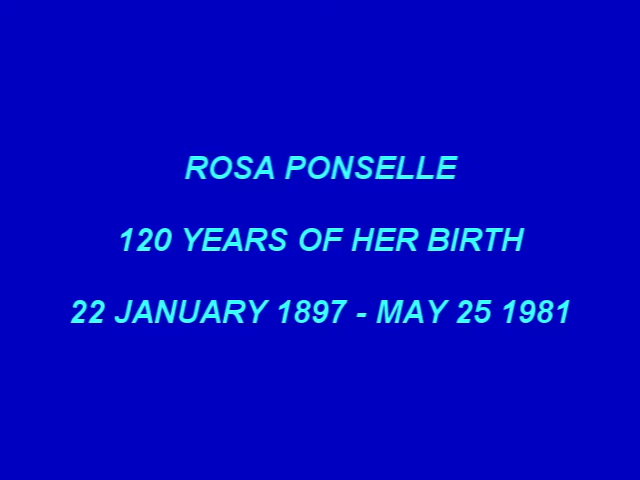 ROSA PONSELLE
120 YEARS OF HER BIRTH
22 JANUARY 1897 - MAY 25 1981